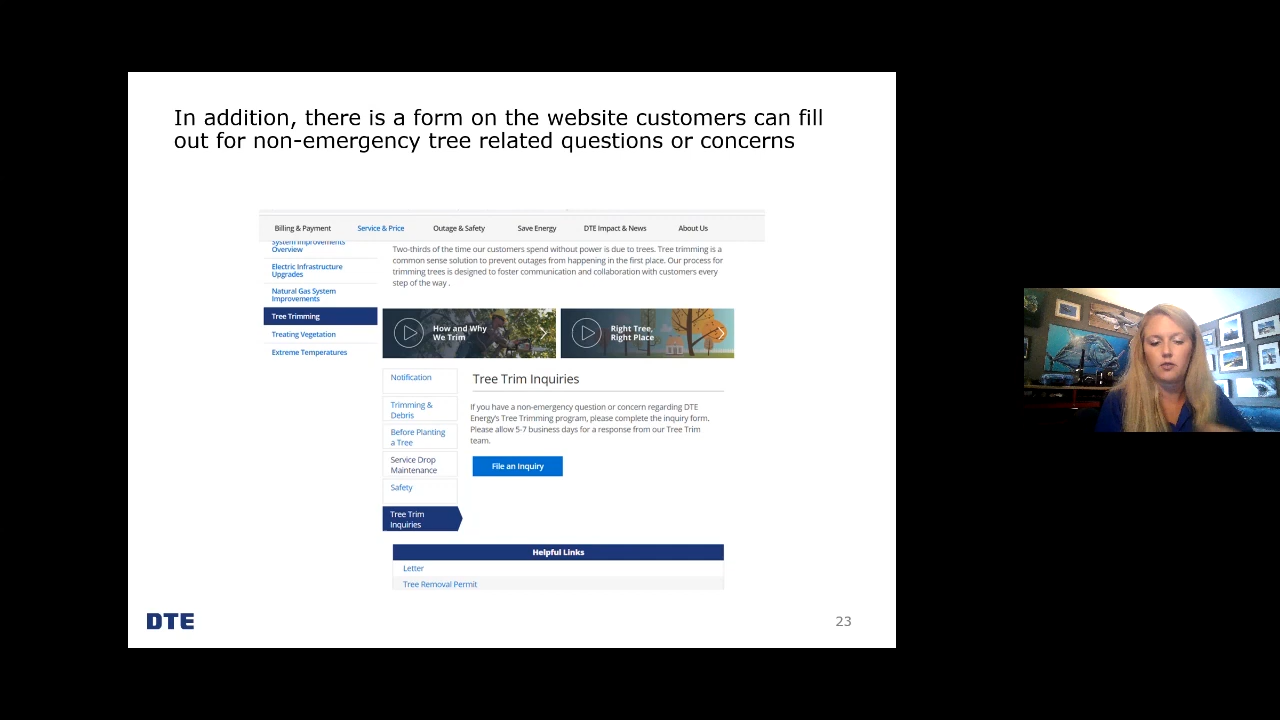 In addition, there is a form on the website customers can fill
out for non-emergency tree related questions or concerns
Billing & Payment
Service & Price
Outage & Safety
Save Energy
DTE Impact & News
About Us
System Improvements
Overview
Electric Infrastructure
Upgrades
Natural Gas System
Improvements
Tree Trimming
Treating Vegetation
Extreme Temperatures
Two-thirds of the time our customers spend without power is due to trees. Tree trimming is a
common sense solution to prevent outages from happening in the first place. Our process for
trimming trees is designed to foster communication and collaboration with customers every
step of the way .
How and Why
We Trim
Right Tree,
Right Place
Notification
Trimming &
Debris
Before Planting
a Tree
Service Drop
Maintenance
Safety
Tree Trim
Inquiries
Tree Trim Inquiries
If you have a non-emergency question or concern regarding DTE
Energy's Tree Trimming program, please complete the inquiry form.
Please allow 5-7 business days for a response from our Tree Trim
team.
File an Inquiry
Helpful Links
Letter
Tree Removal Permit
DTE
23